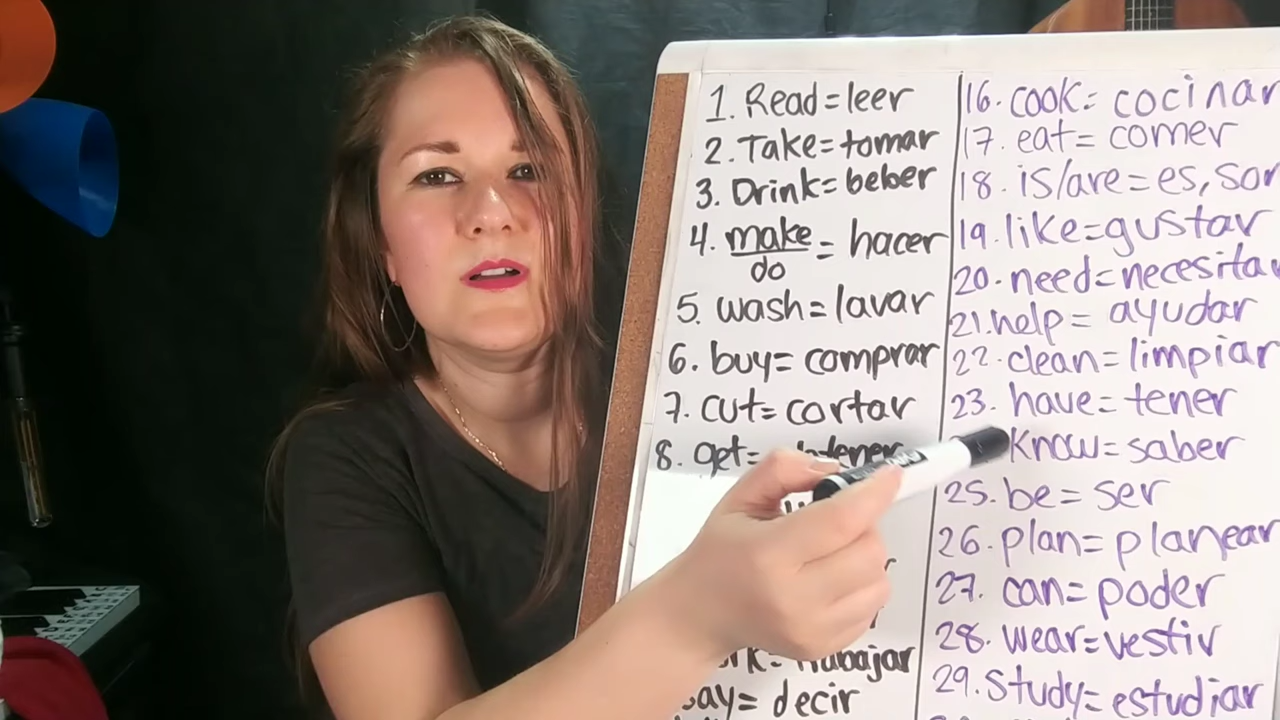 1. Read = leer
2. Take = tomar
3. Drink = beber
4. make/do = hacer
5. wash = lavar
6. buy = comprar
7. cut = cortar
8. get =
decir
16. cook = cocinar
17. eat = comer
18. is/are = es, son
19. like = gustar
20. need = necesitar
21. help = ayudar
22. clean = limpiar
23. have = tener
know = saber
25. be = ser
26. plan = planear
27. can = poder
28. wear = vestir
29. study = estudiar